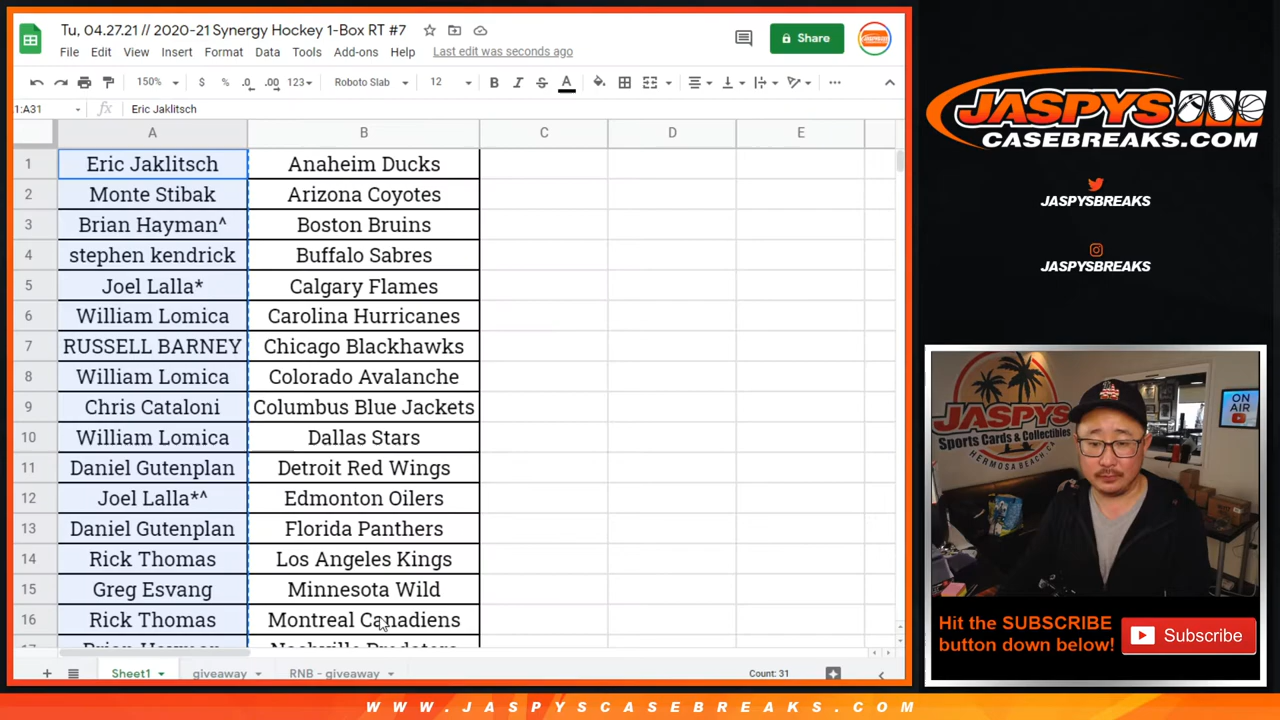 Tu, 04.27.21 // 2020-21 Synergy Hockey 1-Box RT #7
File Edit View Insert Format Data Tools Add-ons Help Last edit was seconds ago
Share
150% $ % .0 .00 123 Roboto Slab 12 B I S A
1:A31 fx Eric Jaklitsch
A B C D E
1 Eric Jaklitsch Anaheim Ducks
2 Monte Stibak Arizona Coyotes
3 Brian Hayman^ Boston Bruins
4 stephen kendrick Buffalo Sabres
5 Joel Lalla* Calgary Flames
6 William Lomica Carolina Hurricanes
7 RUSSELL BARNEY Chicago Blackhawks
8 William Lomica Colorado Avalanche
9 Chris Cataloni Columbus Blue Jackets
10 William Lomica Dallas Stars
11 Daniel Gutenplan Detroit Red Wings
12 Joel Lalla*^ Edmonton Oilers
13 Daniel Gutenplan Florida Panthers
14 Rick Thomas Los Angeles Kings
15 Greg Esvang Minnesota Wild
16 Rick Thomas Montreal Canadiens
Sheet1 giveaway RNB - giveaway Count: 31
JASPYS
CASEBREAKS.COM
JASPYSBREAKS
JASPYSBREAKS
JASPYS
Sports Cards & Collectibles
HERMOSA BEACH CA
ON AIR
Hit the SUBSCRIBE
button down below!
Subscribe
WWW.JASPYSCASEBREAKS.COM